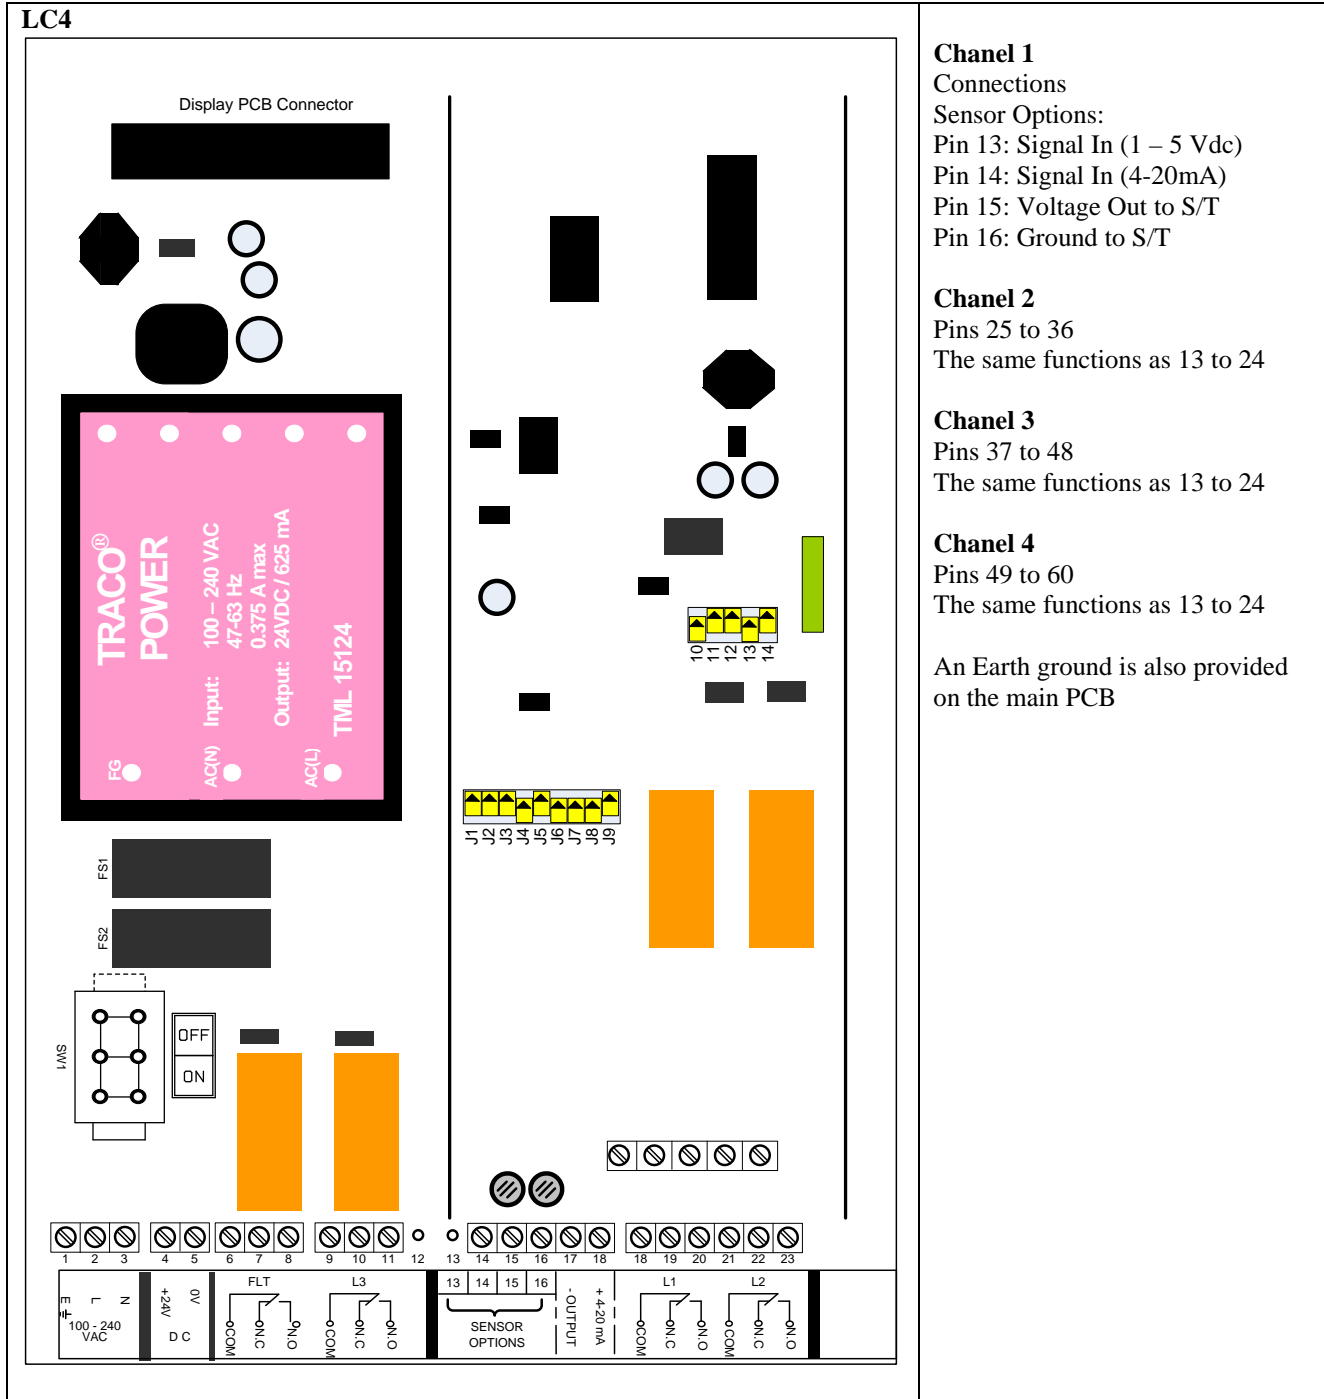 LC4
Display PCB Connector
TRACO®
POWER
Input: 100 – 240 VAC
47-63 Hz
0.375 A max
Output: 24VDC / 625 mA
TML 15124
FG
AC(N)
AC(L)
10 11 12 13 14
J1 J2 J3 J4 J5 J6 J7 J8 J9
FS1
FS2
SW1
OFF
ON
1 2 3 4 5 6 7 8 9 10 11 12 13 14 15 16 17 18 18 19 20 21 22 23
E L N
100 - 240
VAC
+24V 0V
D C
FLT
COM N.C N.O
L3
COM N.C N.O
13 14 15 16
SENSOR
OPTIONS
- OUTPUT
+ 4-20 mA
L1
COM N.C N.O
L2
COM N.C N.O
Chanel 1
Connections
Sensor Options:
Pin 13: Signal In (1 – 5 Vdc)
Pin 14: Signal In (4-20mA)
Pin 15: Voltage Out to S/T
Pin 16: Ground to S/T
Chanel 2
Pins 25 to 36
The same functions as 13 to 24
Chanel 3
Pins 37 to 48
The same functions as 13 to 24
Chanel 4
Pins 49 to 60
The same functions as 13 to 24
An Earth ground is also provided
on the main PCB